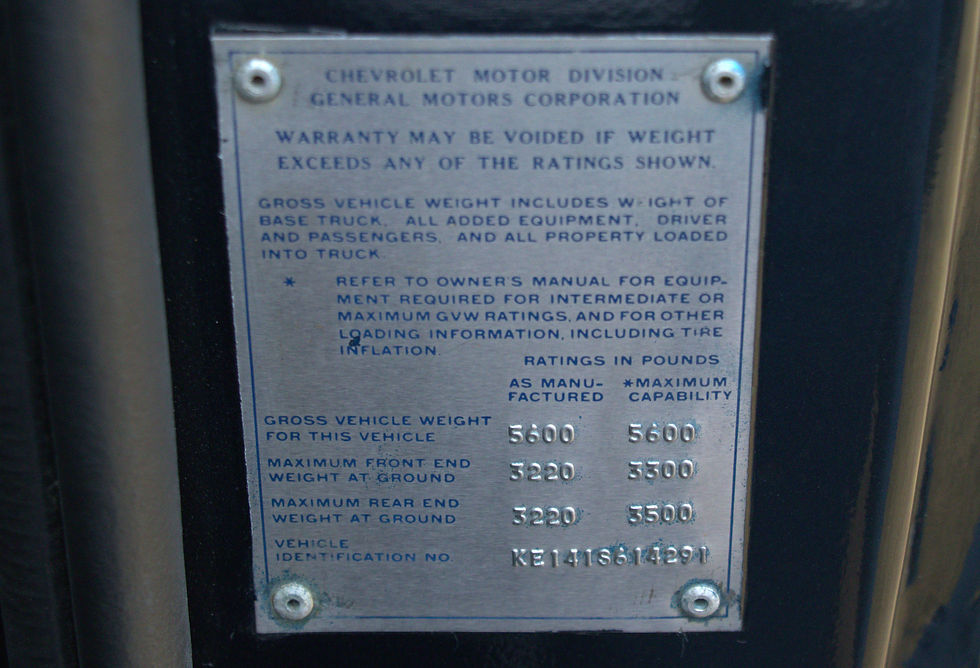 CHEVROLET MOTOR DIVISION
GENERAL MOTORS CORPORATION
WARRANTY MAY BE VOIDED IF WEIGHT
EXCEEDS ANY OF THE RATINGS SHOWN.
GROSS VEHICLE WEIGHT INCLUDES WEIGHT OF
BASE TRUCK, ALL ADDED EQUIPMENT, DRIVER
AND PASSENGERS, AND ALL PROPERTY LOADED
INTO TRUCK.
* REFER TO OWNER'S MANUAL FOR EQUIP-
MENT REQUIRED FOR INTERMEDIATE OR
MAXIMUM GVW RATINGS, AND FOR OTHER
LOADING INFORMATION, INCLUDING TIRE
INFLATION.
RATINGS IN POUNDS
AS MANU- *MAXIMUM
FACTURED CAPABILITY
GROSS VEHICLE WEIGHT
FOR THIS VEHICLE 5600 5600
MAXIMUM FRONT END
WEIGHT AT GROUND 3220 3300
MAXIMUM REAR END
WEIGHT AT GROUND 3220 3500
VEHICLE
IDENTIFICATION NO. KE1418614291